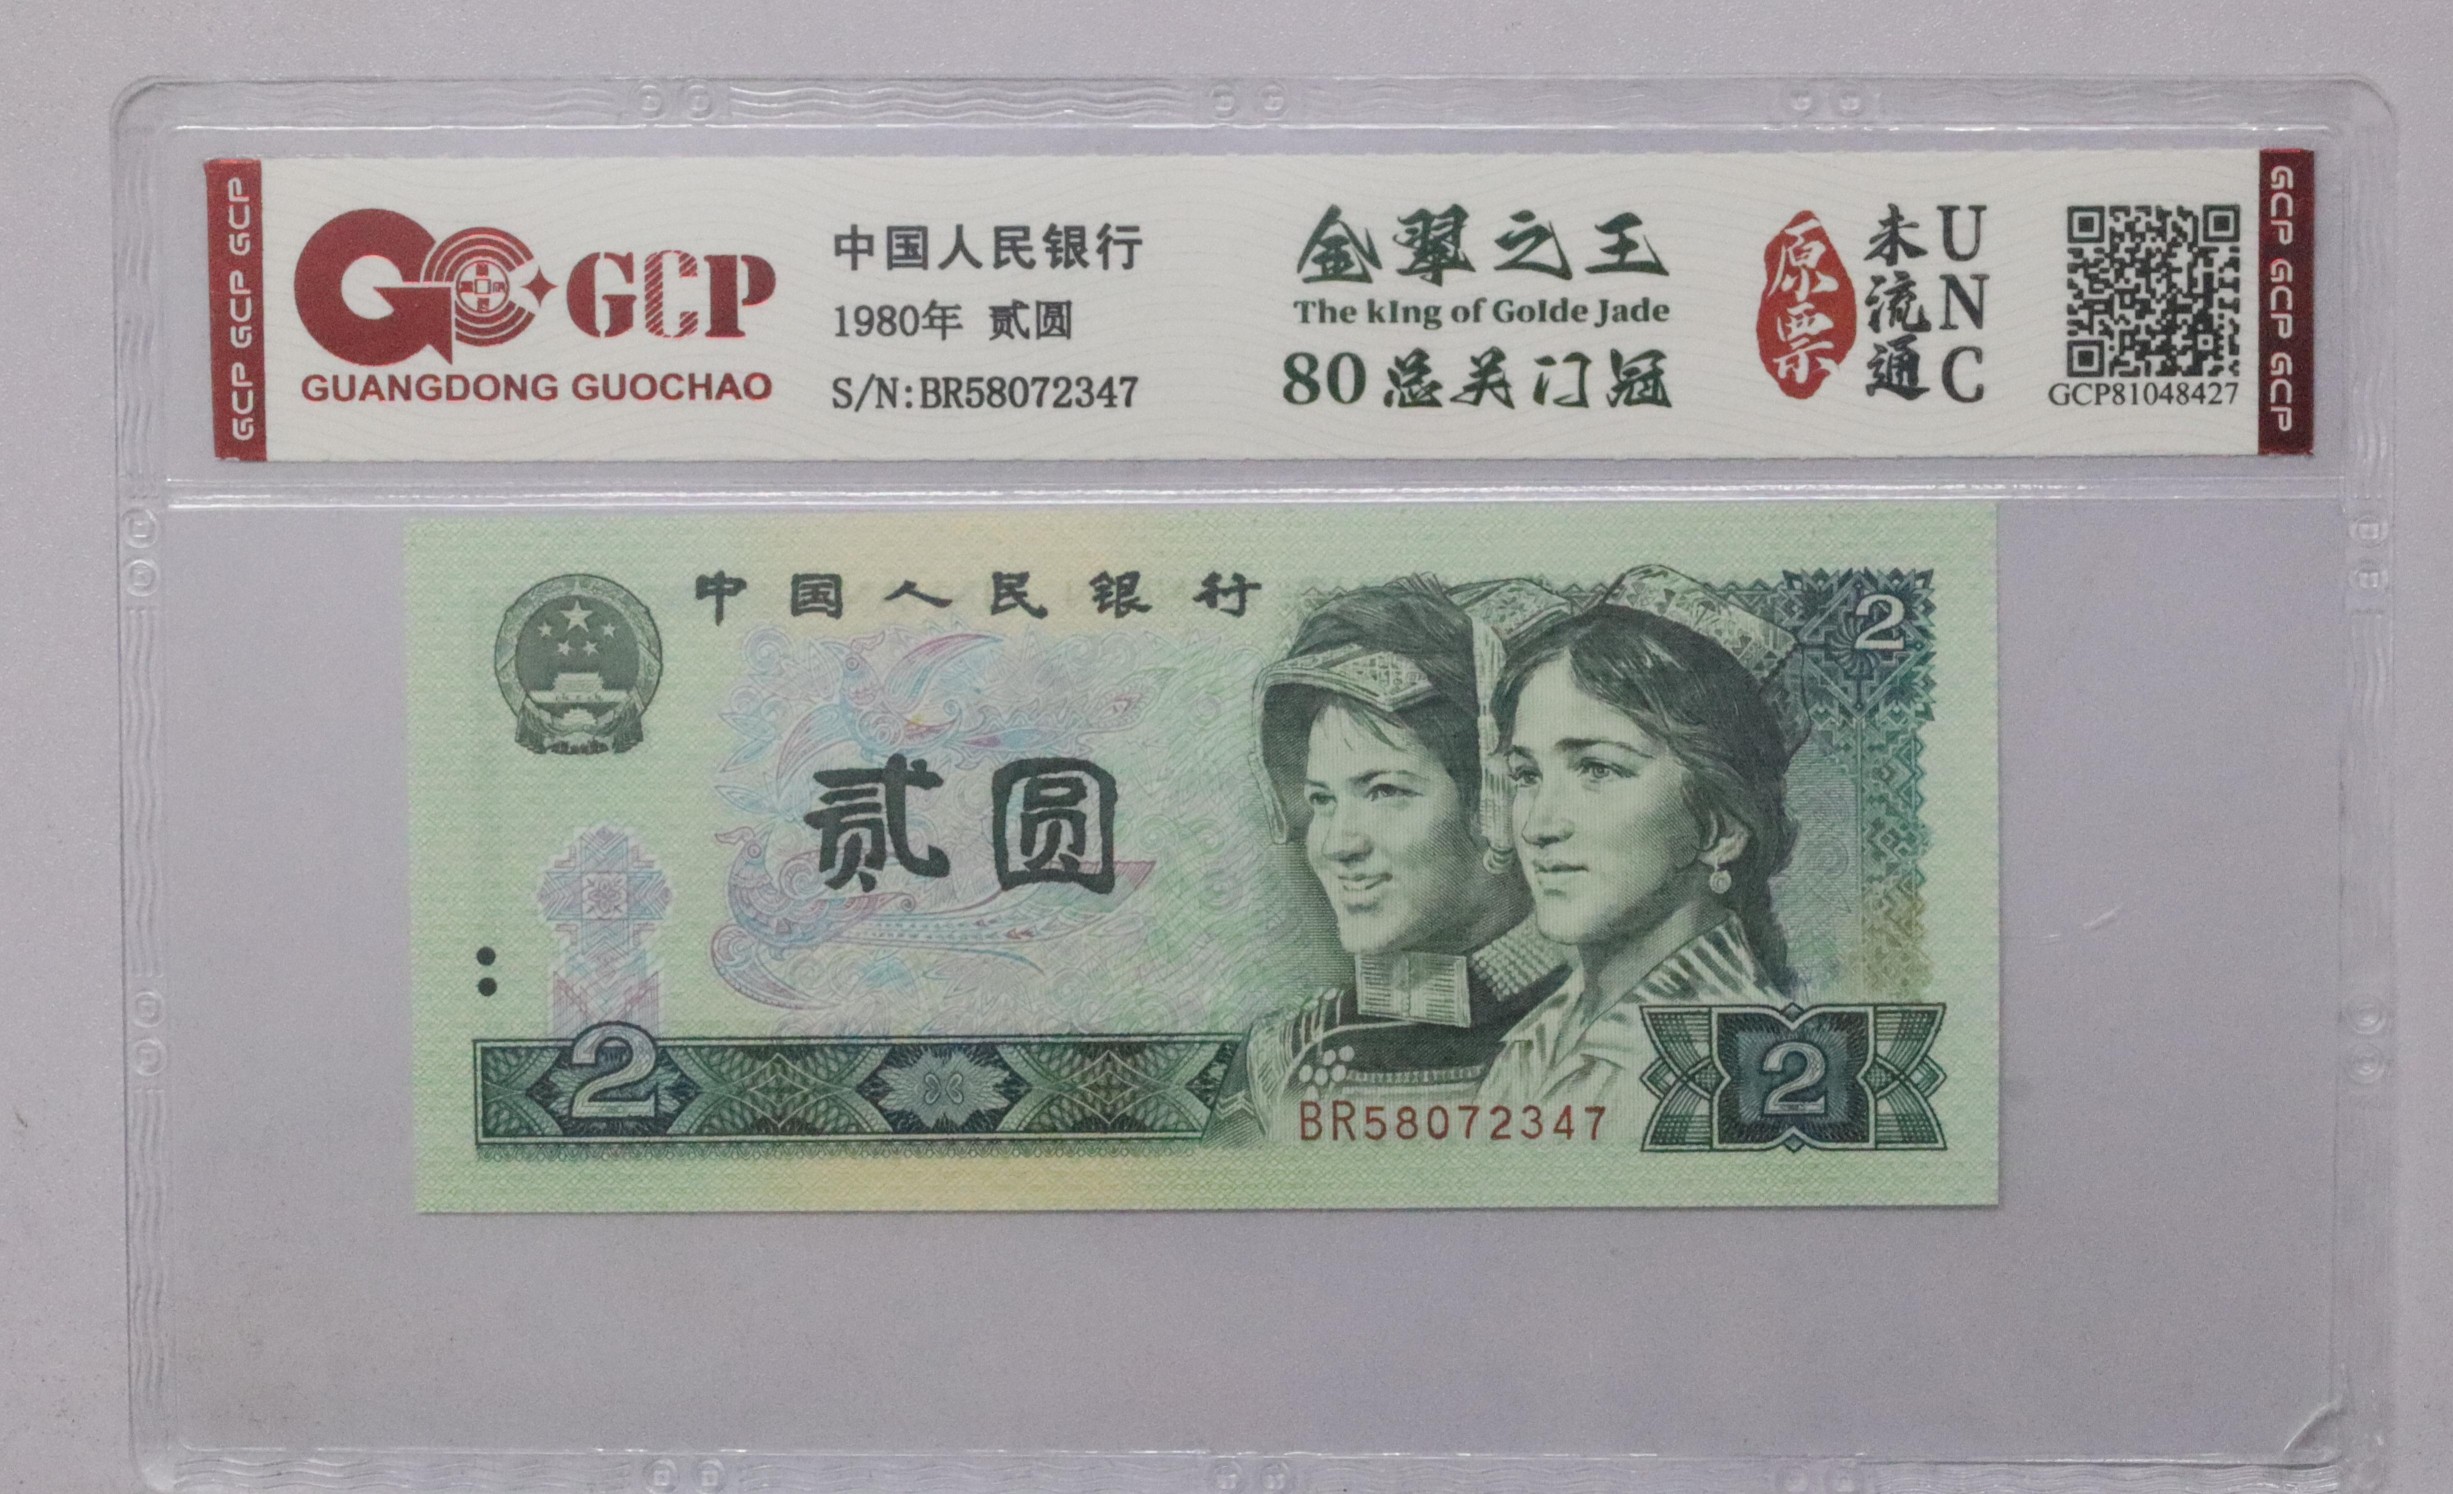 GCP GCP GCP
GCP
GUANGDONG GUOCHAO
中国人民银行
1980年 贰圆
S/N:BR58072347
金翠之王
The kIng of Golde Jade
80总关门冠
原票
未流通
UNC
GCP81048427
GCP GCP GCP
中国人民银行
2
贰圆
2
BR58072347
2